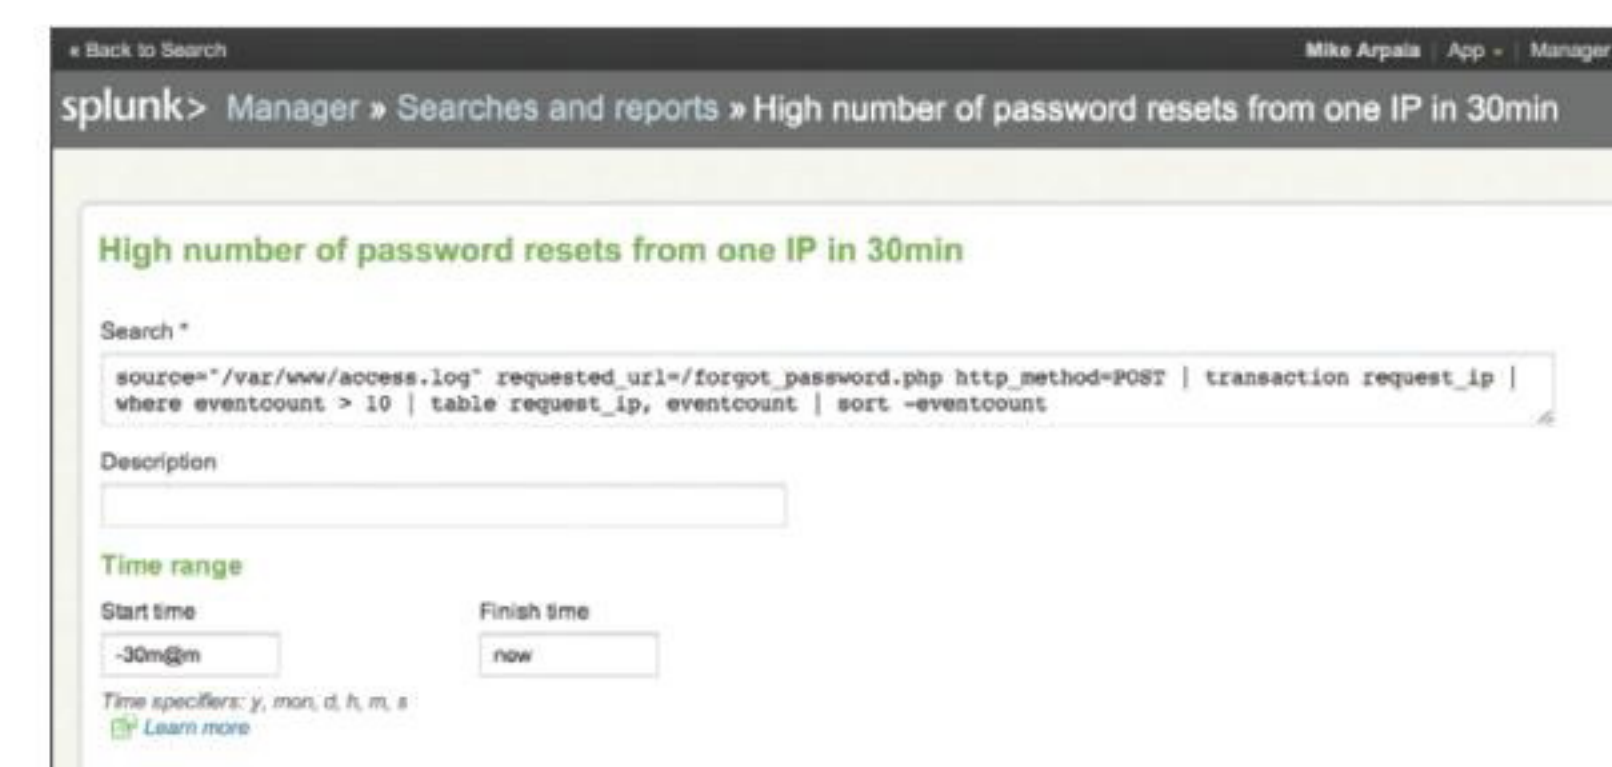 « Back to Search Mike Arpaia | App | Manager
splunk> Manager » Searches and reports » High number of password resets from one IP in 30min
High number of password resets from one IP in 30min
Search *
source="/var/www/access.log" requested_url=/forgot_password.php http_method=POST | transaction request_ip |
where eventcount > 10 | table request_ip, eventcount | sort -eventcount
Description
Time range
Start time Finish time
-30m@m now
Time specifiers: y, mon, d, h, m, s
Learn more